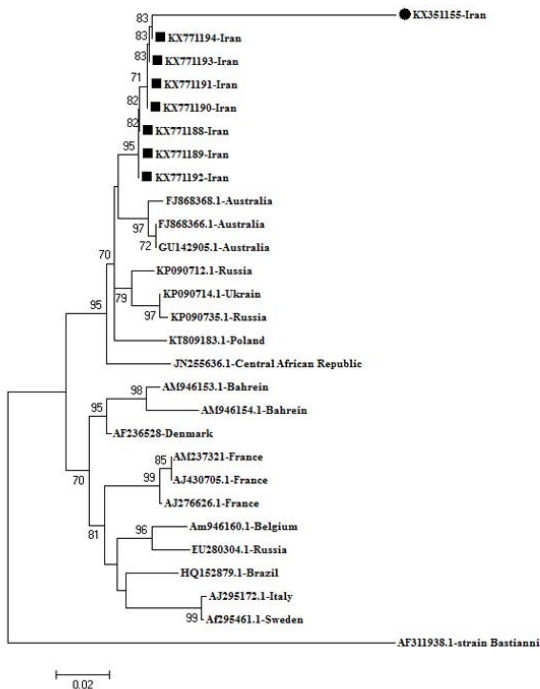 83
KX351155-Iran
83
KX771194-Iran
83
KX771193-Iran
71
KX771191-Iran
82
KX771190-Iran
82
KX771188-Iran
95
KX771189-Iran
KX771192-Iran
FJ868368.1-Australia
97
FJ868366.1-Australia
72
GU142905.1-Australia
70
KP090712.1-Russia
79
KP090714.1-Ukrain
95
97
KP090735.1-Russia
KT809183.1-Poland
JN255636.1-Central African Republic
98
AM946153.1-Bahrein
95
AM946154.1-Bahrein
AF236528-Denmark
70
85
AM237321-France
99
AJ430705.1-France
AJ276626.1-France
81
96
Am946160.1-Belgium
EU280304.1-Russia
HQ152879.1-Brazil
AJ295172.1-Italy
99
Af295461.1-Sweden
AF311938.1-strain Bastianni
0.02